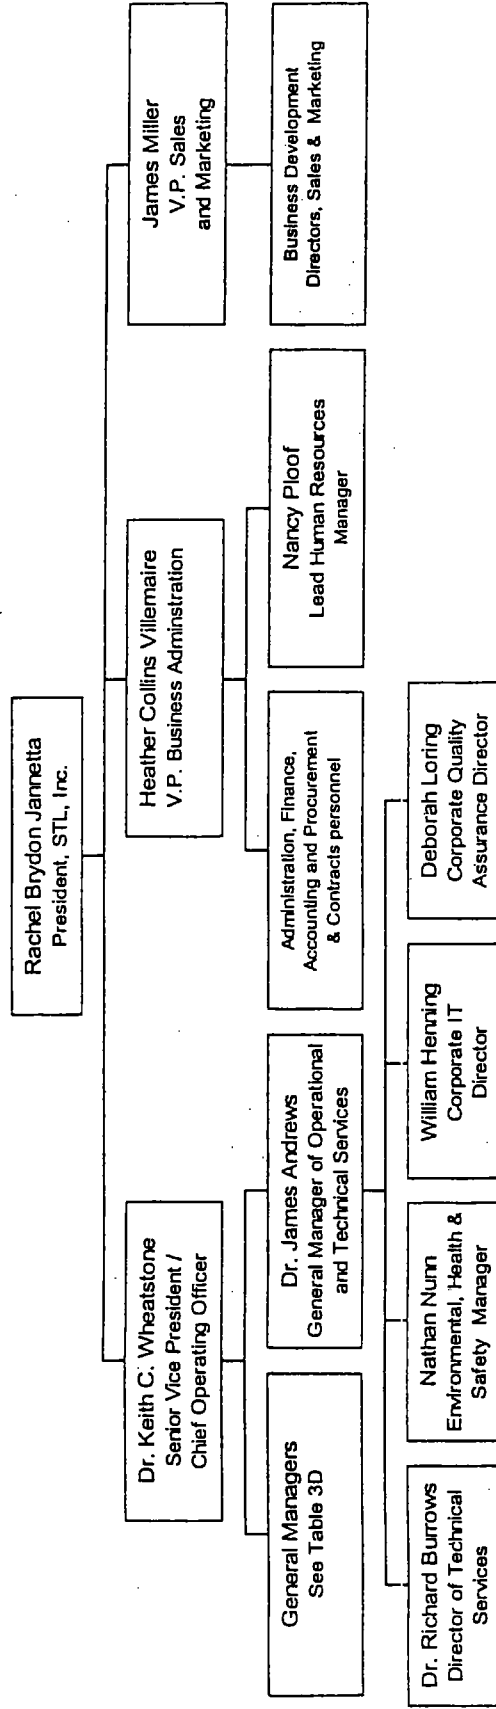 Rachel Brydon Jannetta
President, STL, Inc.
Dr. Keith C. Wheatstone
Senior Vice President /
Chief Operating Officer
Heather Collins Villemaire
V.P. Business Adminstration
James Miller
V.P. Sales
and Marketing
General Managers
See Table 3D
Dr. James Andrews
General Manager of Operational
and Technical Services
Administration, Finance,
Accounting and Procurement
& Contracts personnel
Nancy Ploof
Lead Human Resources
Manager
Business Development
Directors, Sales & Marketing
Dr. Richard Burrows
Director of Technical
Services
Nathan Nunn
Environmental, Health &
Safety Manager
William Henning
Corporate IT
Director
Deborah Loring
Corporate Quality
Assurance Director